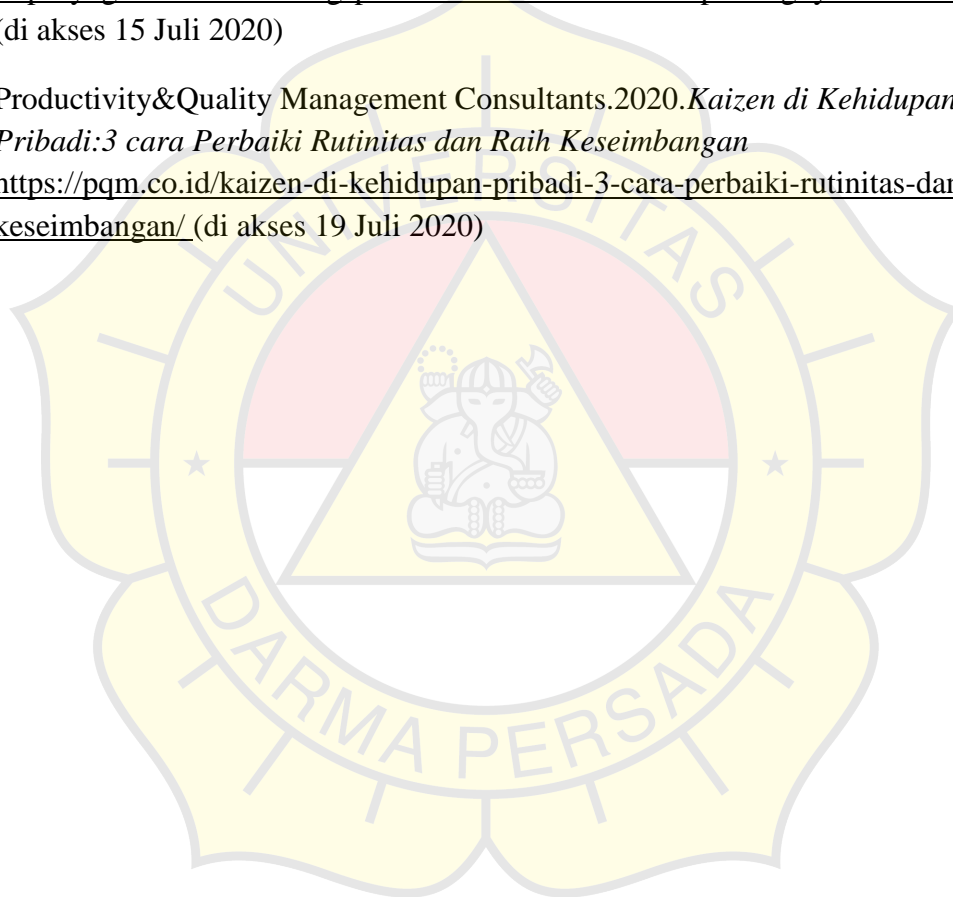 (di akses 15 Juli 2020)
Productivity&Quality Management Consultants.2020.Kaizen di Kehidupan
Pribadi:3 cara Perbaiki Rutinitas dan Raih Keseimbangan
https://pqm.co.id/kaizen-di-kehidupan-pribadi-3-cara-perbaiki-rutinitas-dan
keseimbangan/ (di akses 19 Juli 2020)
UNIVERSITAS
DARMA PERSADA